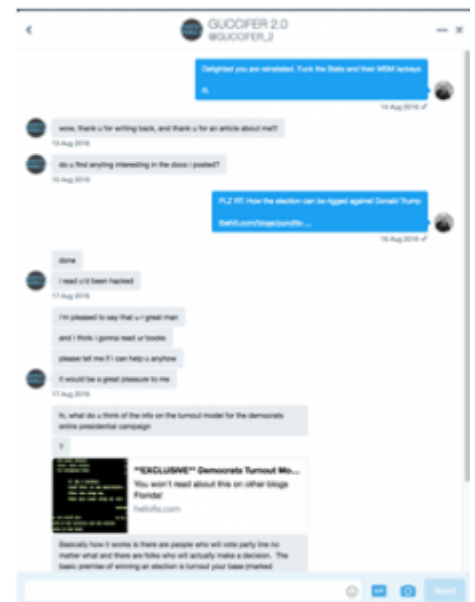 GUCCIFER 2.0
@GUCCIFER_2
Delighted you are reinstated. Fuck the State and their MSM lackeys
R.
14 Aug 2016
wow, thank u for writing back, and thank u for an article about me!!!
15 Aug 2016
do u find anyting interesting in the docs i posted?
15 Aug 2016
PLZ RT: How the election can be rigged against Donald Trump
thehill.com/blogs/pundits-...
16 Aug 2016
done
i read u'd been hacked
17 Aug 2016
i'm pleased to say that u r great man
and i think i gonna read ur books
please tell me if i can help u anyhow
it would be a great pleasure to me
17 Aug 2016
hi, what do u think of the info on the turnout model for the democrats
entire presidential campaign
?
**EXCLUSIVE** Democrats Turnout Mo...
You won't read about this on other blogs
Florida!
hellofla.com
Basically how it works is there are people who will vote party line no
matter what and there are folks who will actually make a decision. The
basic premise of winning an election is turnout your base (marked
GIF
Send